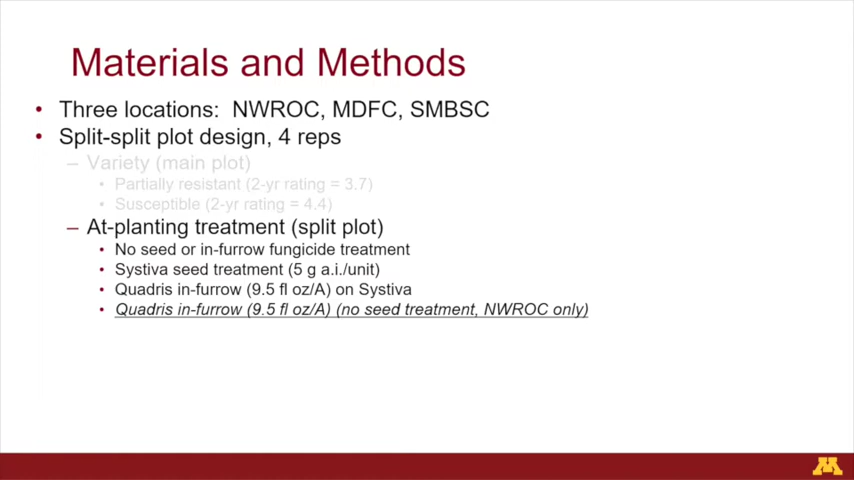 Materials and Methods
• Three locations: NWROC, MDFC, SMBSC
• Split-split plot design, 4 reps
– Variety (main plot)
• Partially resistant (2-yr rating = 3.7)
• Susceptible (2-yr rating = 4.4)
– At-planting treatment (split plot)
• No seed or in-furrow fungicide treatment
• Systiva seed treatment (5 g a.i./unit)
• Quadris in-furrow (9.5 fl oz/A) on Systiva
• Quadris in-furrow (9.5 fl oz/A) (no seed treatment, NWROC only)
M